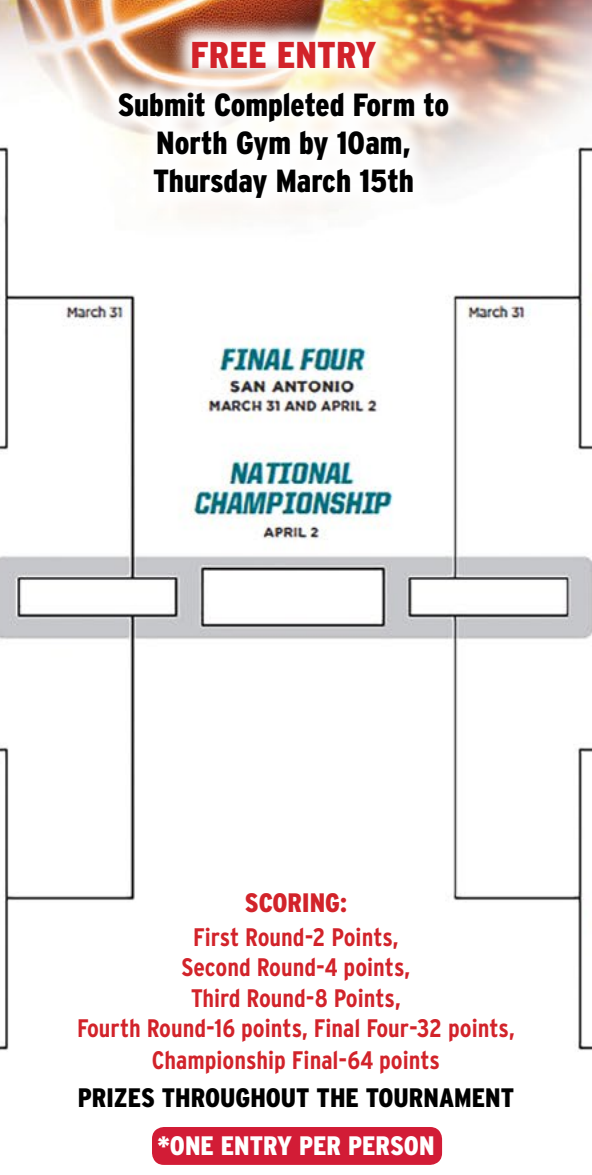 FREE ENTRY
Submit Completed Form to
North Gym by 10am,
Thursday March 15th
March 31
March 31
FINAL FOUR
SAN ANTONIO
MARCH 31 AND APRIL 2
NATIONAL
CHAMPIONSHIP
APRIL 2
SCORING:
First Round-2 Points,
Second Round-4 points,
Third Round-8 Points,
Fourth Round-16 points, Final Four-32 points,
Championship Final-64 points
PRIZES THROUGHOUT THE TOURNAMENT
*ONE ENTRY PER PERSON